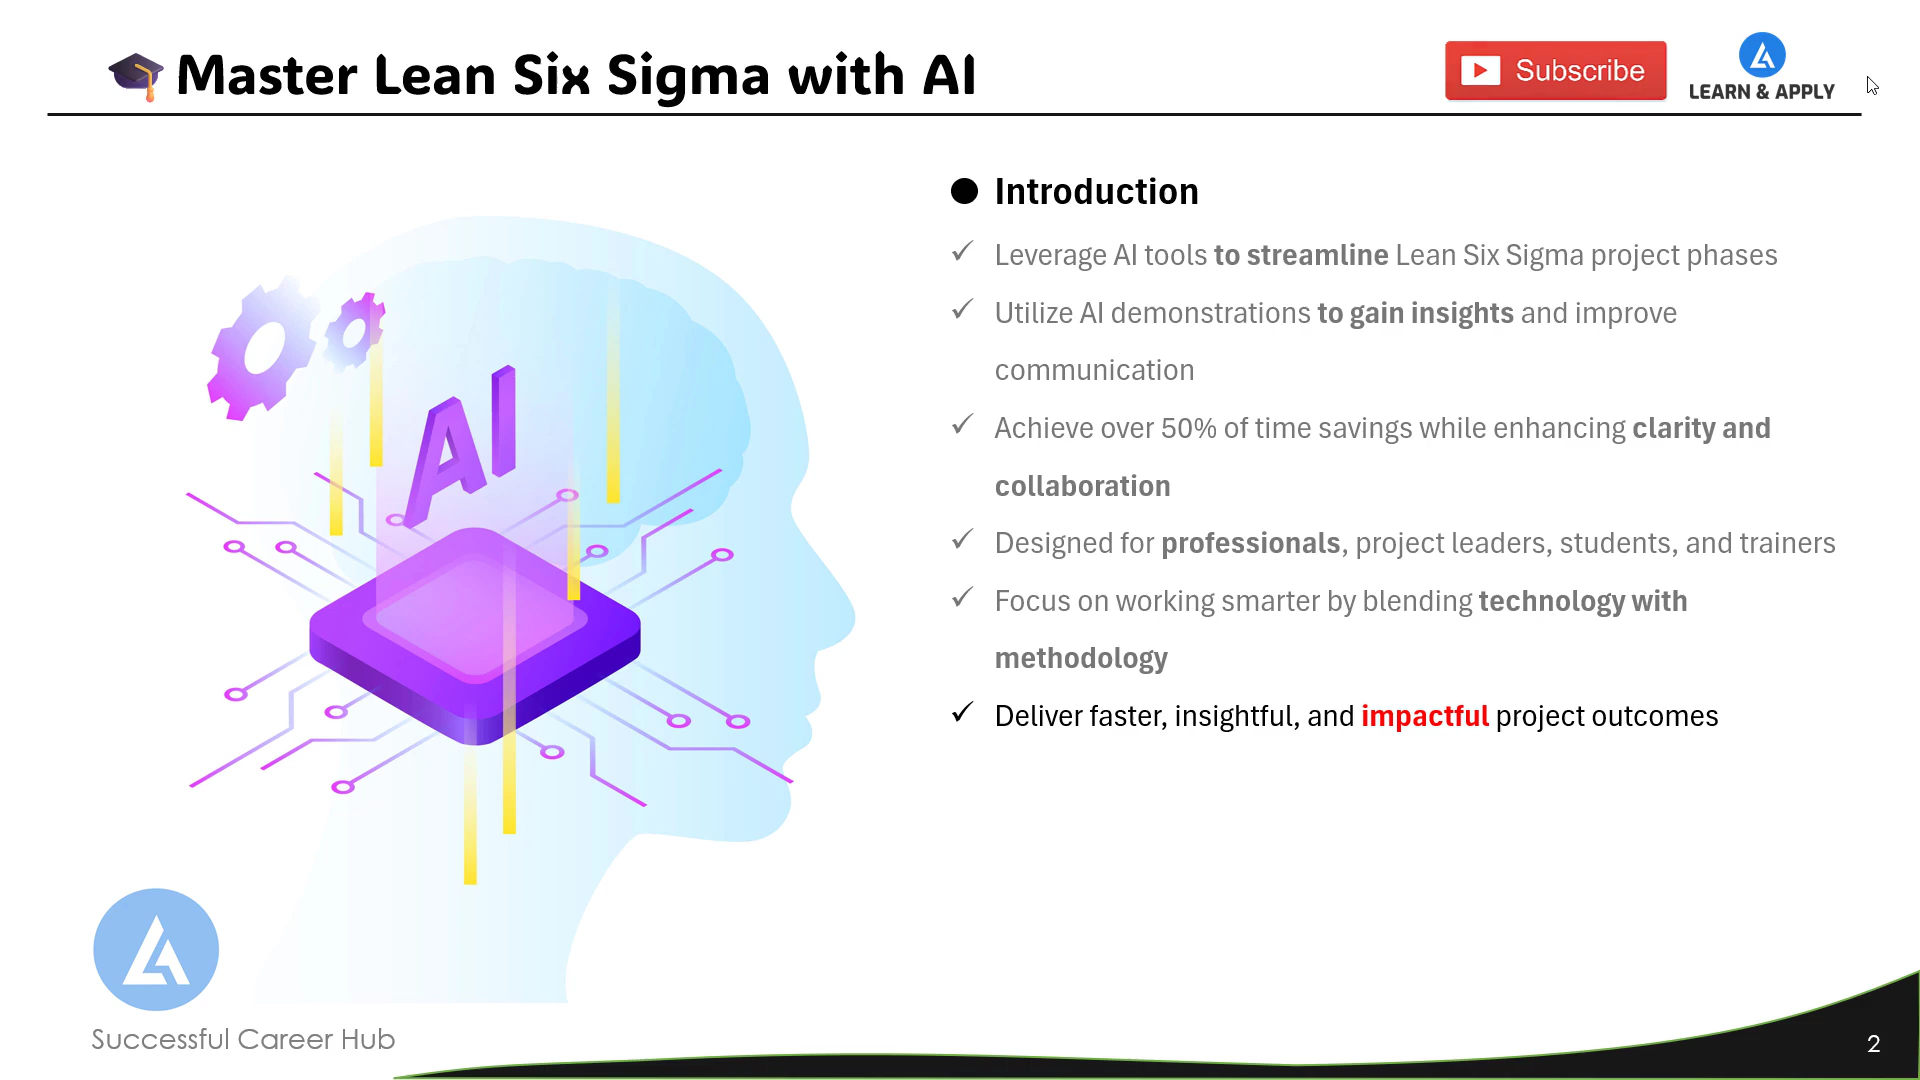 Master Lean Six Sigma with AI
Subscribe
LEARN & APPLY
Introduction
Leverage AI tools to streamline Lean Six Sigma project phases
Utilize AI demonstrations to gain insights and improve
communication
Achieve over 50% of time savings while enhancing clarity and
collaboration
Designed for professionals, project leaders, students, and trainers
Focus on working smarter by blending technology with
methodology
Deliver faster, insightful, and impactful project outcomes
AI
Successful Career Hub
2